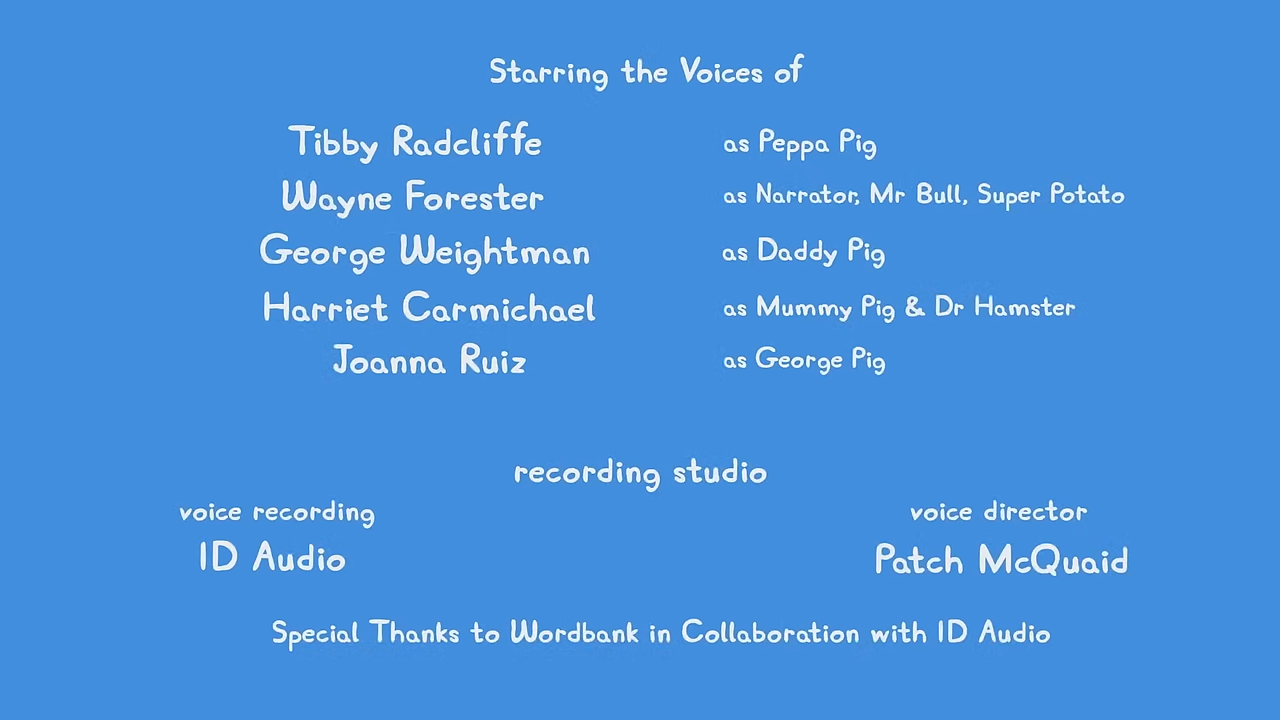 Starring the Voices of
Tibby Radcliffe as Peppa Pig
Wayne Forester as Narrator, Mr Bull, Super Potato
George Weightman as Daddy Pig
Harriet Carmichael as Mummy Pig & Dr Hamster
Joanna Ruiz as George Pig
recording studio
voice recording voice director
ID Audio Patch McQuaid
Special Thanks to Wordbank in Collaboration with ID Audio